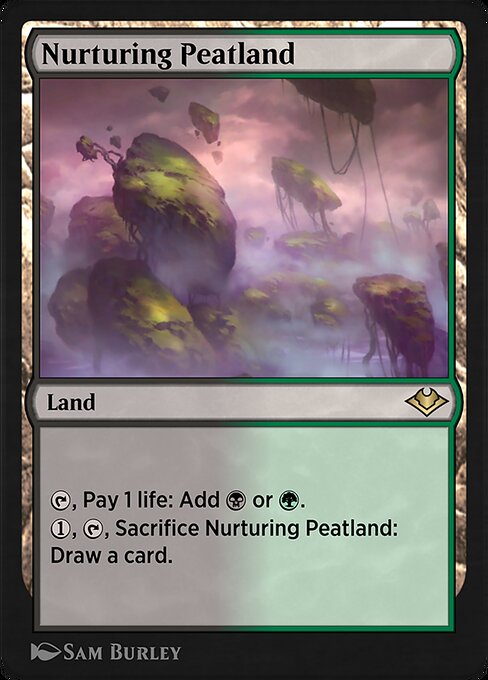 Nurturing Peatland
Land
, Pay 1 life: Add or .
1, , Sacrifice Nurturing Peatland:
Draw a card.
SAM BURLEY